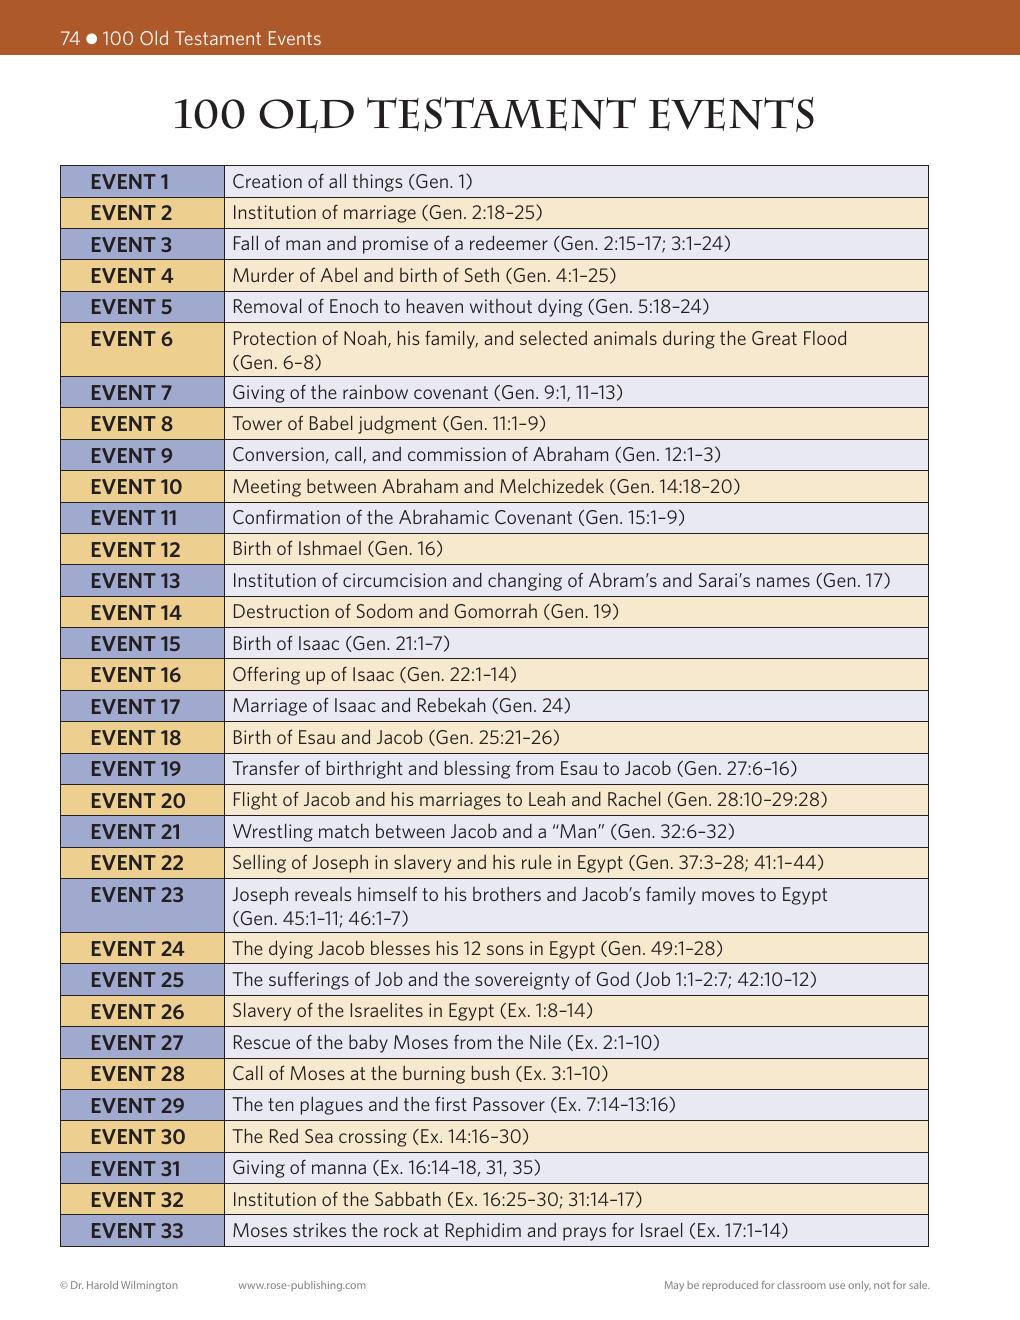 74 ● 100 Old Testament Events
100 OLD TESTAMENT EVENTS
EVENT 1 Creation of all things (Gen. 1)
EVENT 2 Institution of marriage (Gen. 2:18–25)
EVENT 3 Fall of man and promise of a redeemer (Gen. 2:15–17; 3:1–24)
EVENT 4 Murder of Abel and birth of Seth (Gen. 4:1–25)
EVENT 5 Removal of Enoch to heaven without dying (Gen. 5:18–24)
EVENT 6 Protection of Noah, his family, and selected animals during the Great Flood
(Gen. 6–8)
EVENT 7 Giving of the rainbow covenant (Gen. 9:1, 11–13)
EVENT 8 Tower of Babel judgment (Gen. 11:1–9)
EVENT 9 Conversion, call, and commission of Abraham (Gen. 12:1–3)
EVENT 10 Meeting between Abraham and Melchizedek (Gen. 14:18–20)
EVENT 11 Confirmation of the Abrahamic Covenant (Gen. 15:1–9)
EVENT 12 Birth of Ishmael (Gen. 16)
EVENT 13 Institution of circumcision and changing of Abram’s and Sarai’s names (Gen. 17)
EVENT 14 Destruction of Sodom and Gomorrah (Gen. 19)
EVENT 15 Birth of Isaac (Gen. 21:1–7)
EVENT 16 Offering up of Isaac (Gen. 22:1–14)
EVENT 17 Marriage of Isaac and Rebekah (Gen. 24)
EVENT 18 Birth of Esau and Jacob (Gen. 25:21–26)
EVENT 19 Transfer of birthright and blessing from Esau to Jacob (Gen. 27:6–16)
EVENT 20 Flight of Jacob and his marriages to Leah and Rachel (Gen. 28:10–29:28)
EVENT 21 Wrestling match between Jacob and a “Man” (Gen. 32:6–32)
EVENT 22 Selling of Joseph in slavery and his rule in Egypt (Gen. 37:3–28; 41:1–44)
EVENT 23 Joseph reveals himself to his brothers and Jacob’s family moves to Egypt
(Gen. 45:1–11; 46:1–7)
EVENT 24 The dying Jacob blesses his 12 sons in Egypt (Gen. 49:1–28)
EVENT 25 The sufferings of Job and the sovereignty of God (Job 1:1–2:7; 42:10–12)
EVENT 26 Slavery of the Israelites in Egypt (Ex. 1:8–14)
EVENT 27 Rescue of the baby Moses from the Nile (Ex. 2:1–10)
EVENT 28 Call of Moses at the burning bush (Ex. 3:1–10)
EVENT 29 The ten plagues and the first Passover (Ex. 7:14–13:16)
EVENT 30 The Red Sea crossing (Ex. 14:16–30)
EVENT 31 Giving of manna (Ex. 16:14–18, 31, 35)
EVENT 32 Institution of the Sabbath (Ex. 16:25–30; 31:14–17)
EVENT 33 Moses strikes the rock at Rephidim and prays for Israel (Ex. 17:1–14)
© Dr. Harold Wilmington www.rose-publishing.com May be reproduced for classroom use only, not for sale.